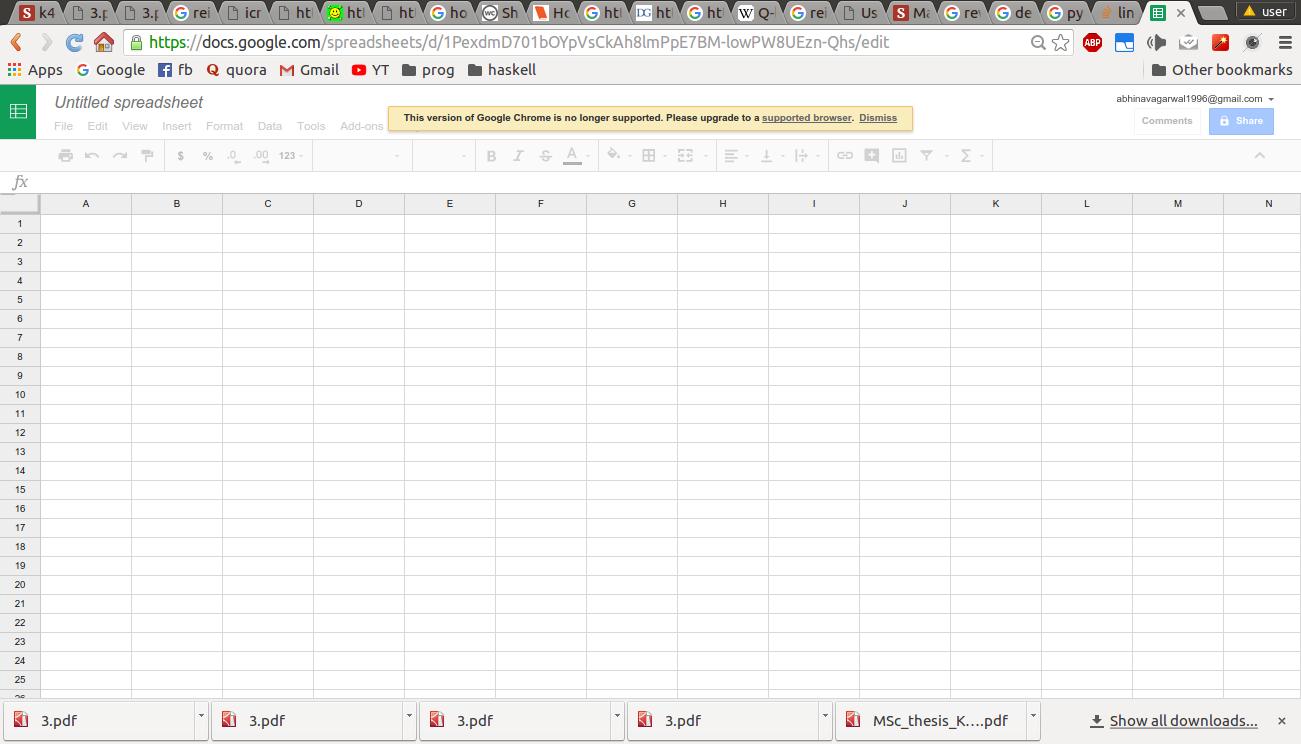 k4 3.p 3.p rei icr ht ht ht ho Sh Ho ht ht ht Q- rei Us Ma re de py lin user
https://docs.google.com/spreadsheets/d/1PexdmD701bOYpVsCkAh8lmPpE7BM-lowPW8UEzn-Qhs/edit
Apps Google fb quora Gmail YT prog haskell Other bookmarks
Untitled spreadsheet
abhinavagarwal1996@gmail.com
File Edit View Insert Format Data Tools Add-ons
This version of Google Chrome is no longer supported. Please upgrade to a supported browser. Dismiss
Comments Share
$ % .0 .00 123 B I S A
fx
A B C D E F G H I J K L M N
1
2
3
4
5
6
7
8
9
10
11
12
13
14
15
16
17
18
19
20
21
22
23
24
25
26
3.pdf 3.pdf 3.pdf 3.pdf MSc_thesis_K....pdf Show all downloads...